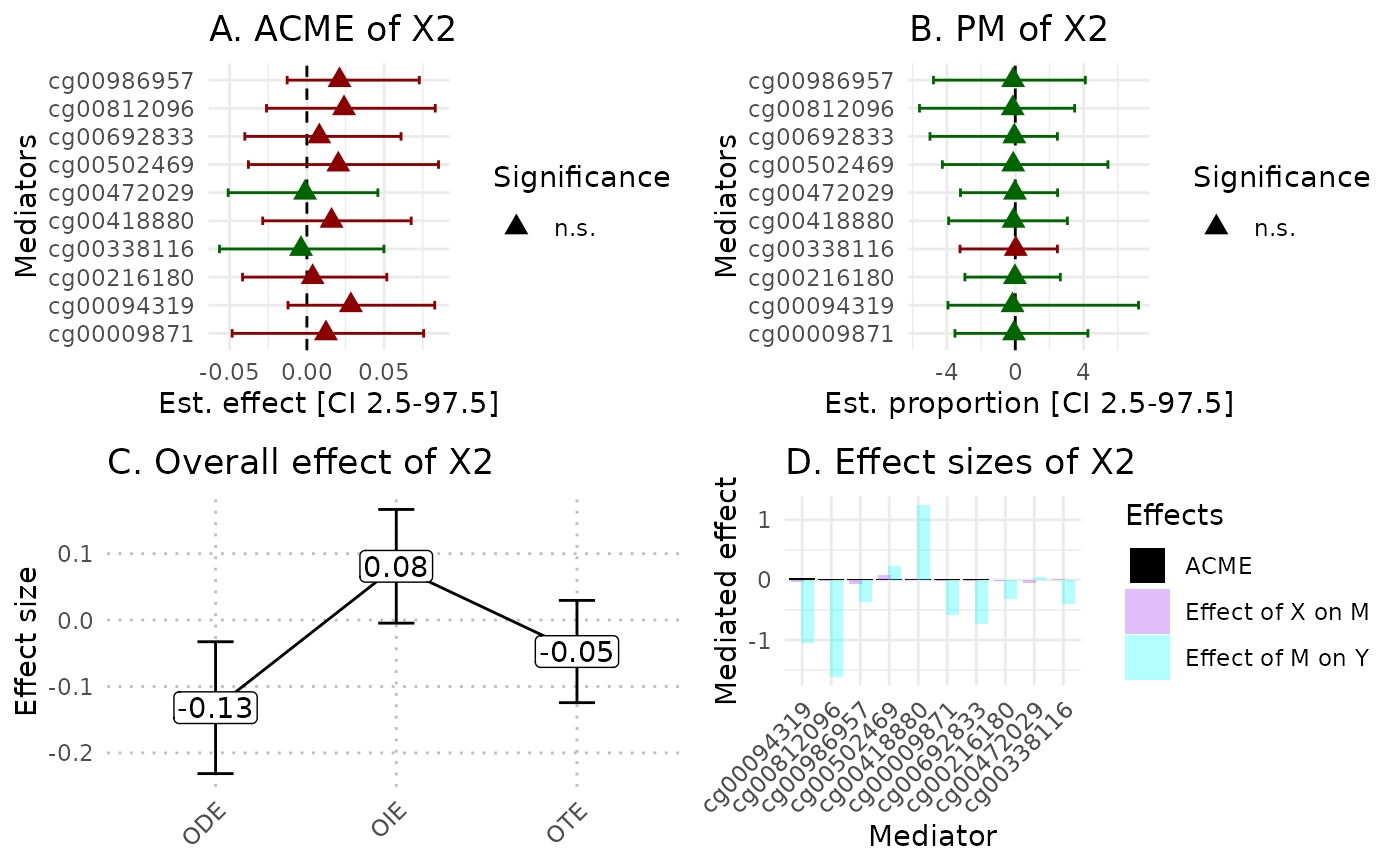 A. ACME of X2
Mediators
cg00986957
cg00812096
cg00692833
cg00502469
cg00472029
cg00418880
cg00338116
cg00216180
cg00094319
cg00009871
-0.05 0.00 0.05
Est. effect [CI 2.5-97.5]
Significance
n.s.
B. PM of X2
Mediators
cg00986957
cg00812096
cg00692833
cg00502469
cg00472029
cg00418880
cg00338116
cg00216180
cg00094319
cg00009871
-4 0 4
Est. proportion [CI 2.5-97.5]
Significance
n.s.
C. Overall effect of X2
Effect size
0.1
0.0
-0.1
-0.2
-0.13
0.08
-0.05
ODE
OIE
OTE
D. Effect sizes of X2
Mediated effect
1
0
-1
cg00094319
cg00812096
cg00986957
cg00502469
cg00418880
cg00009871
cg00692833
cg00216180
cg00472029
cg00338116
Mediator
Effects
ACME
Effect of X on M
Effect of M on Y